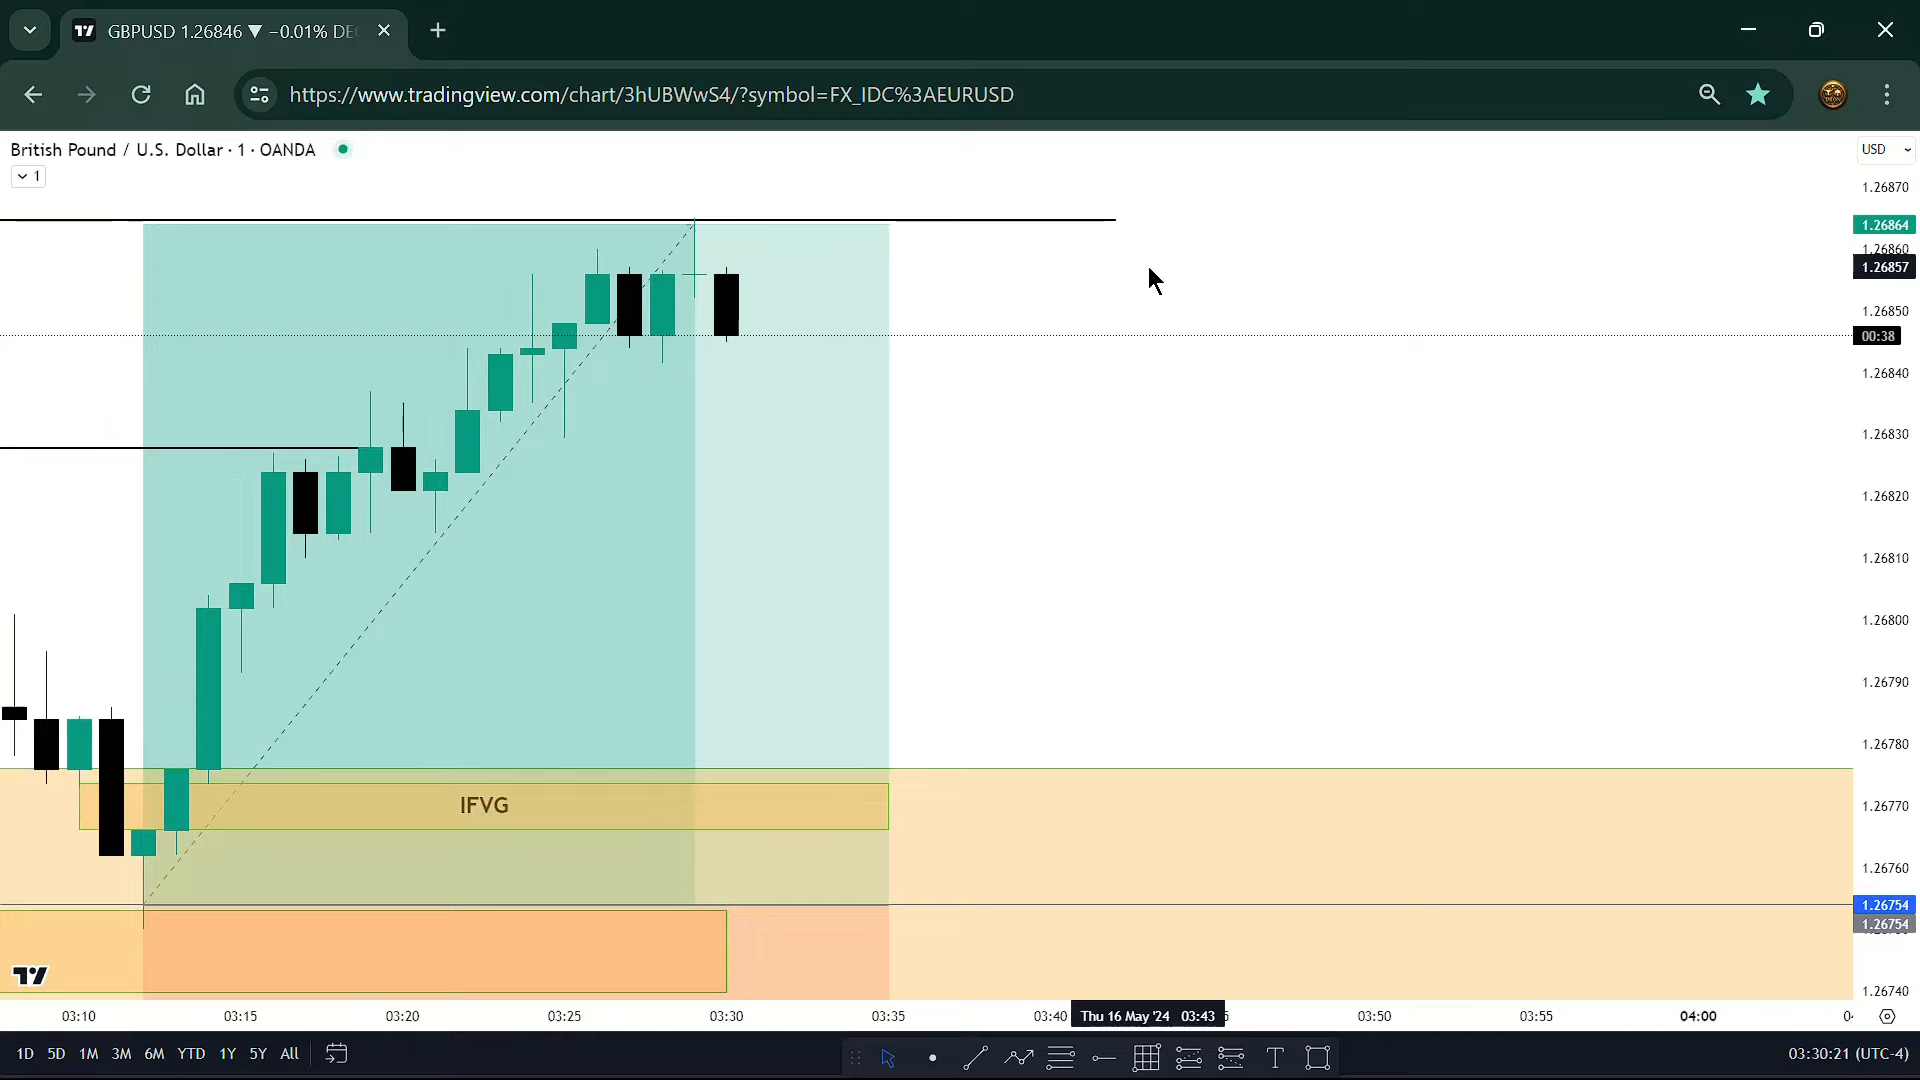 GBPUSD 1.26846 ▼ −0.01% DE
https://www.tradingview.com/chart/3hUBWwS4/?symbol=FX_IDC%3AEURUSD
British Pound / U.S. Dollar · 1 · OANDA
USD
1
1.26870
1.26864
1.26860
1.26857
1.26850
00:38
1.26840
1.26830
1.26820
1.26810
1.26800
1.26790
1.26780
IFVG
1.26770
1.26760
1.26754
1.26754
1.26740
03:10 03:15 03:20 03:25 03:30 03:35 03:40 Thu 16 May '24 03:43 03:50 03:55 04:00
1D 5D 1M 3M 6M YTD 1Y 5Y All
03:30:21 (UTC-4)